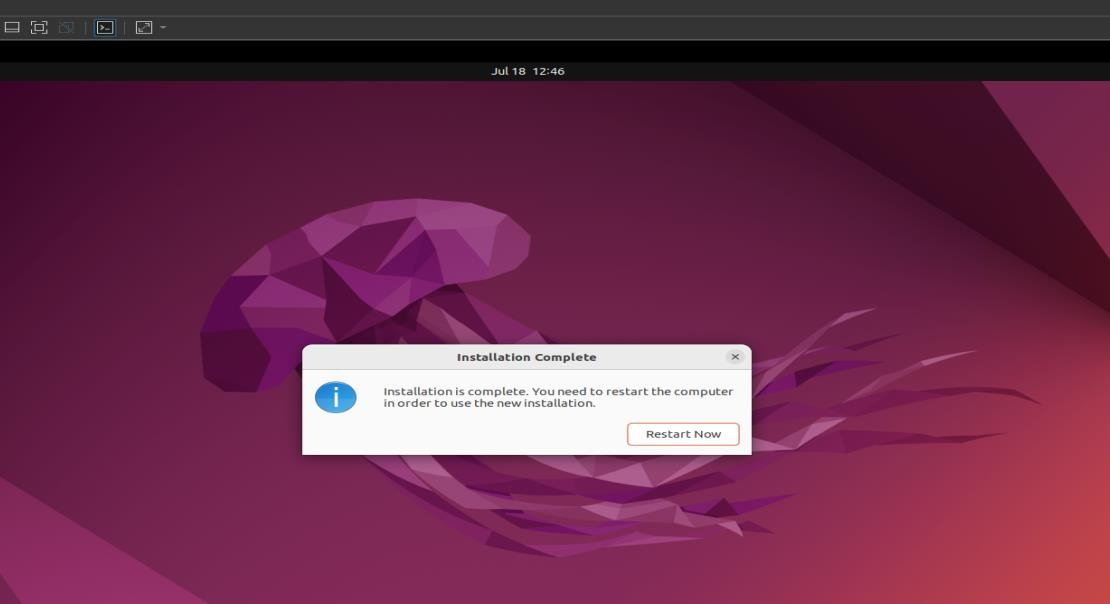 Jul 18 12:46
Installation Complete
Installation is complete. You need to restart the computer
in order to use the new installation.
Restart Now